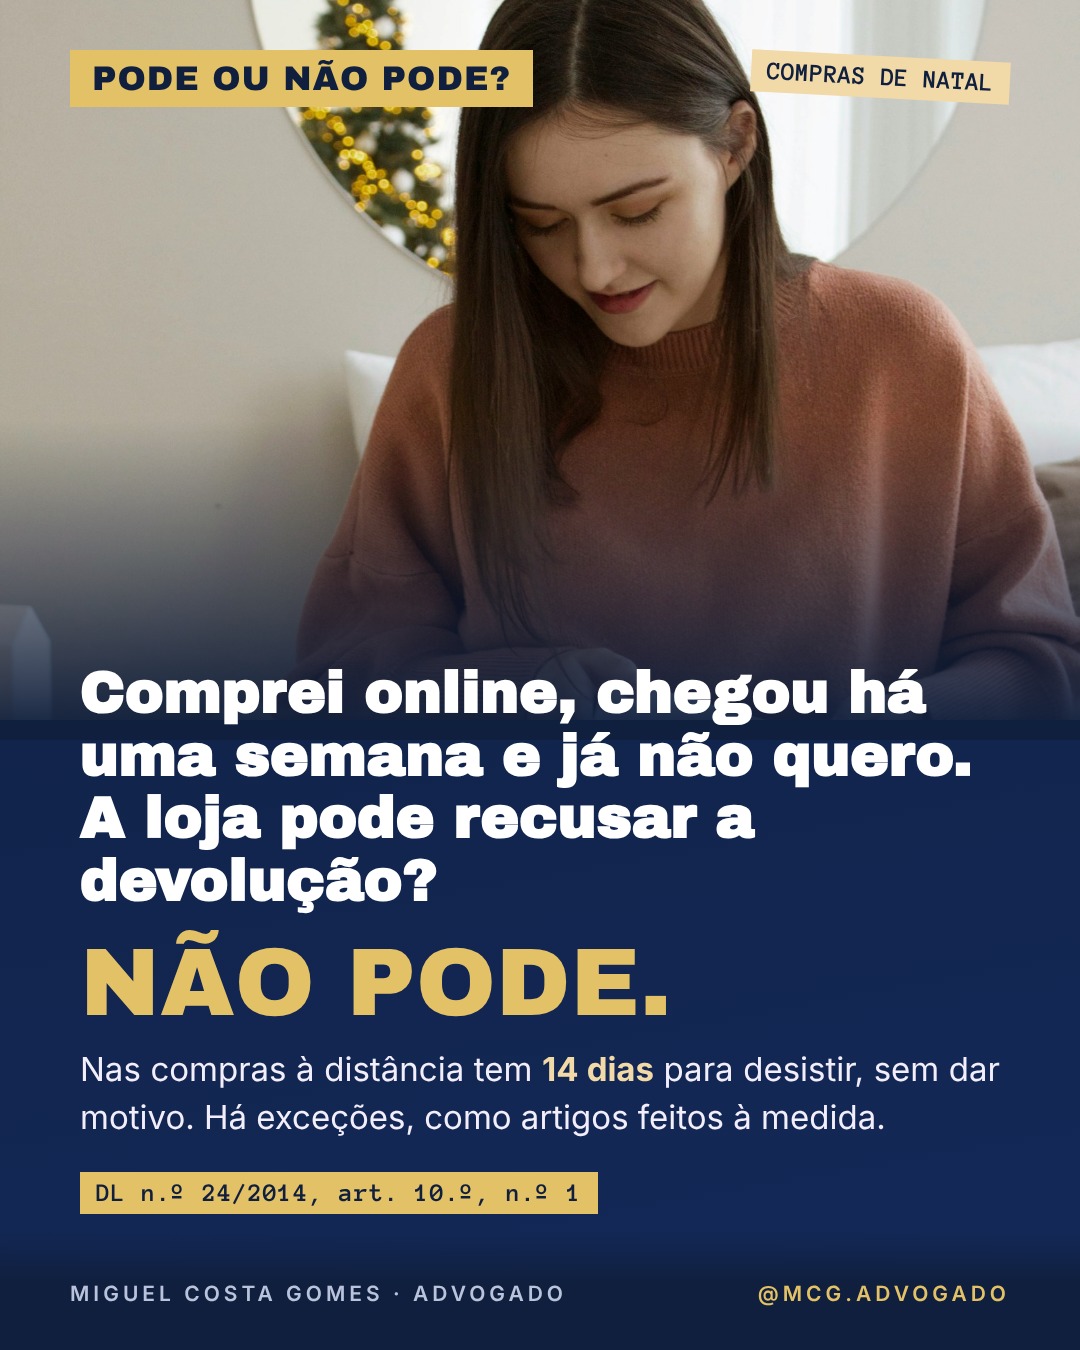 PODE OU NÃO PODE?
COMPRAS DE NATAL
Comprei online, chegou há
uma semana e já não quero.
A loja pode recusar a
devolução?
NÃO PODE.
Nas compras à distância tem 14 dias para desistir, sem dar
motivo. Há exceções, como artigos feitos à medida.
DL n.º 24/2014, art. 10.º, n.º 1
MIGUEL COSTA GOMES · ADVOGADO
@MCG.ADVOGADO